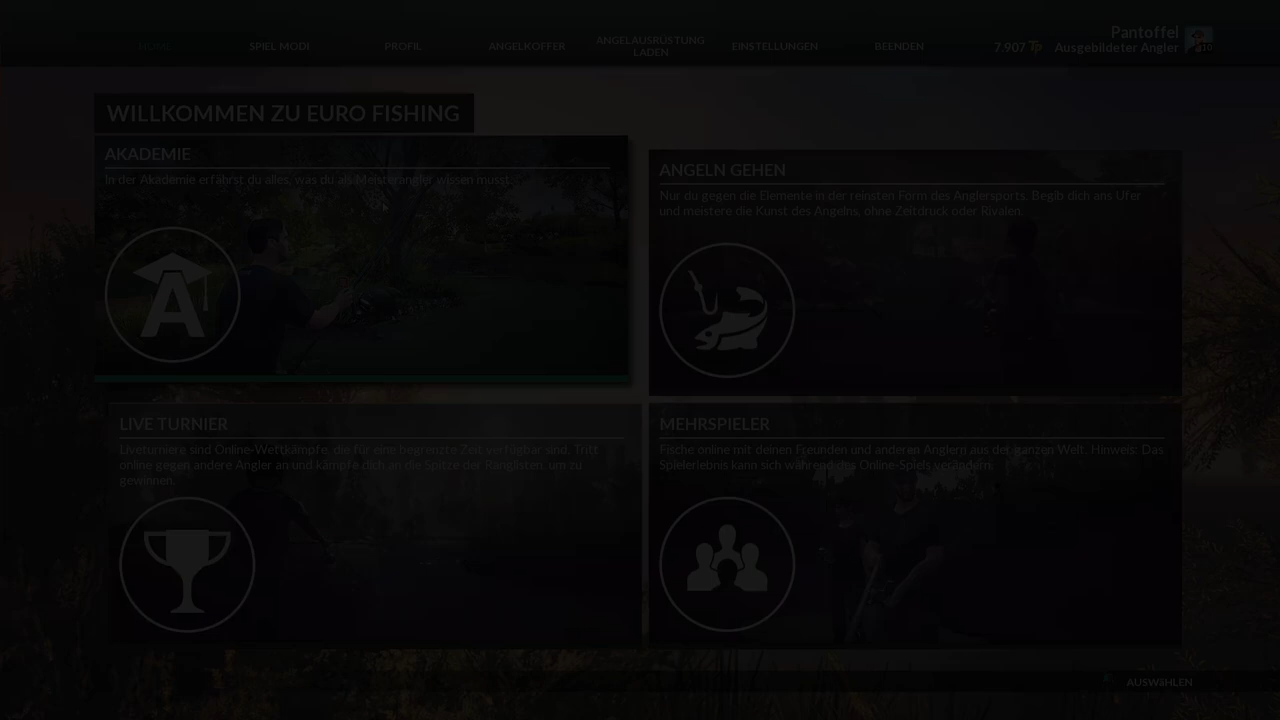 HOME
SPIEL MODI
PROFIL
ANGELKOFFER
ANGELAUSRÜSTUNG
LADEN
EINSTELLUNGEN
BEENDEN
7.907 Tp
Pantoffel
Ausgebildeter Angler
10
WILLKOMMEN ZU EURO FISHING
AKADEMIE
In der Akademie erfährst du alles, was du als Meisterangler wissen musst.
A
ANGELN GEHEN
Nur du gegen die Elemente in der reinsten Form des Anglersports. Begib dich ans Ufer
und meistere die Kunst des Angelns, ohne Zeitdruck oder Rivalen.
LIVE TURNIER
Liveturniere sind Online-Wettkämpfe, die für eine begrenzte Zeit verfügbar sind. Tritt
online gegen andere Angler an und kämpfe dich an die Spitze der Ranglisten, um zu
gewinnen.
MEHRSPIELER
Fische online mit deinen Freunden und anderen Anglern aus der ganzen Welt. Hinweis: Das
Spielerlebnis kann sich während des Online-Spiels verändern.
AUSWäHLEN